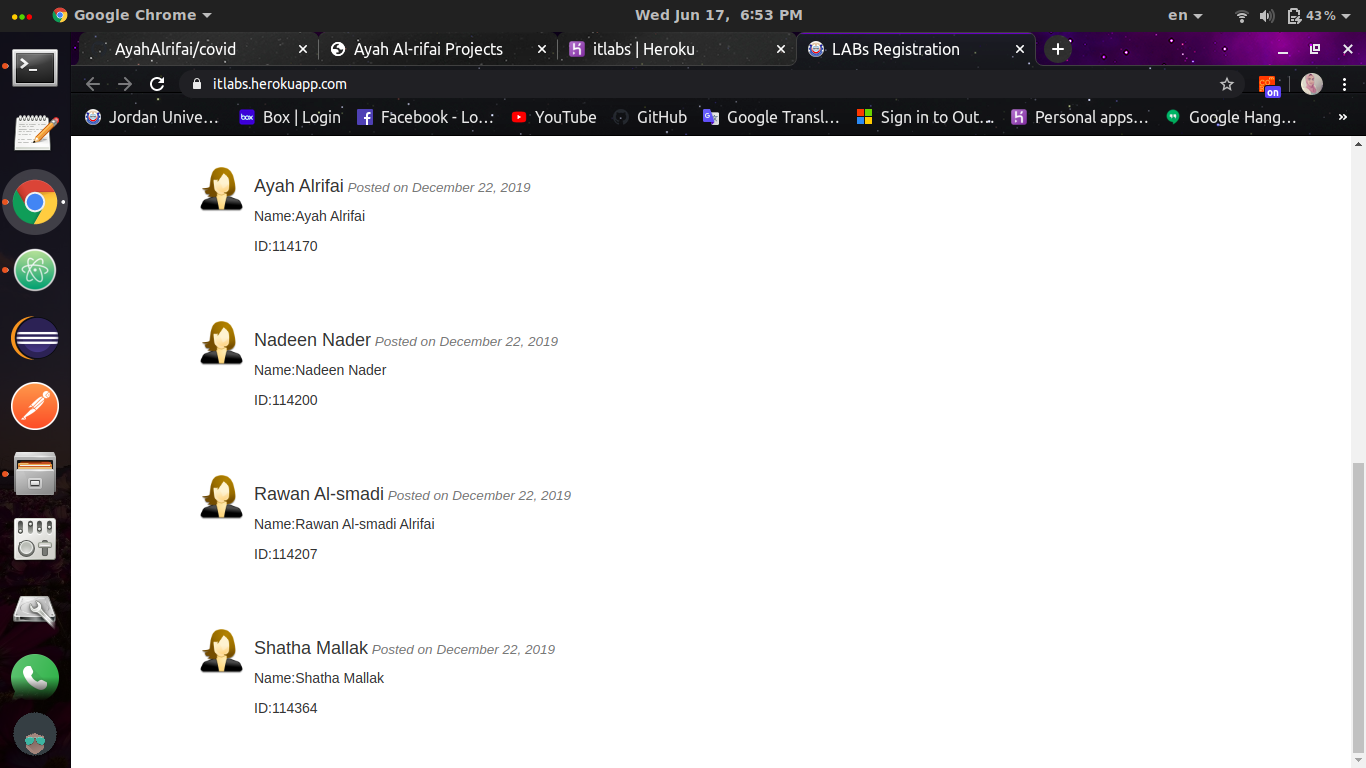 Google Chrome
Wed Jun 17, 6:53 PM
en
43%
AyahAlrifai/covid
Ayah Al-rifai Projects
itlabs | Heroku
LABs Registration
itlabs.herokuapp.com
on
Jordan Unive…
box
Box | Login
Facebook - Lo…
YouTube
GitHub
Google Transl…
Sign in to Out…
Personal apps…
Google Hang…
»
Ayah Alrifai Posted on December 22, 2019
Name:Ayah Alrifai
ID:114170
Nadeen Nader Posted on December 22, 2019
Name:Nadeen Nader
ID:114200
Rawan Al-smadi Posted on December 22, 2019
Name:Rawan Al-smadi Alrifai
ID:114207
Shatha Mallak Posted on December 22, 2019
Name:Shatha Mallak
ID:114364